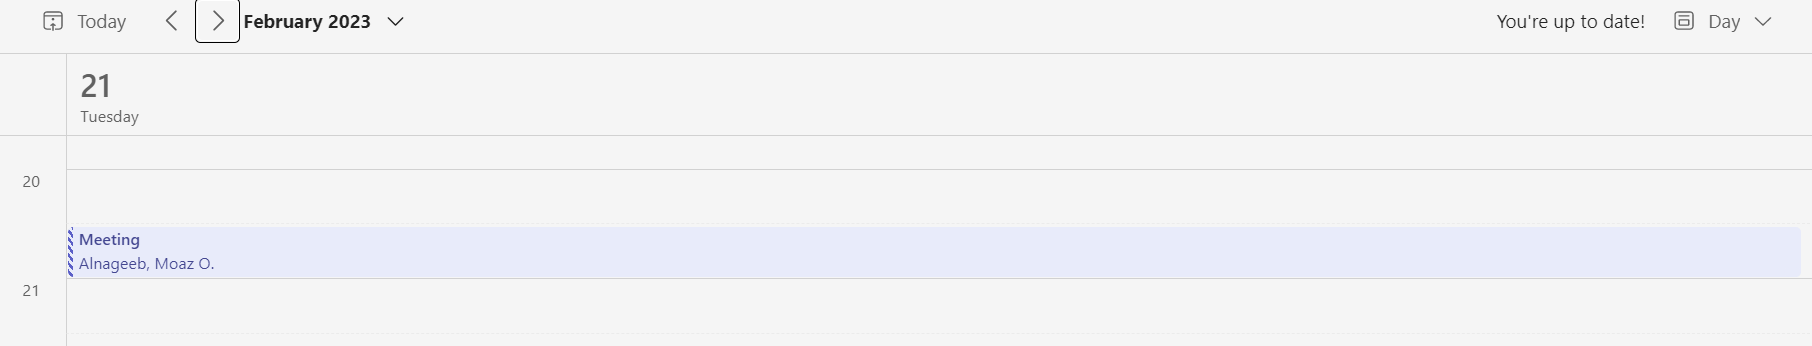 Today
February 2023
You're up to date!
Day
21
Tuesday
20
Meeting
Alnageeb, Moaz O.
21